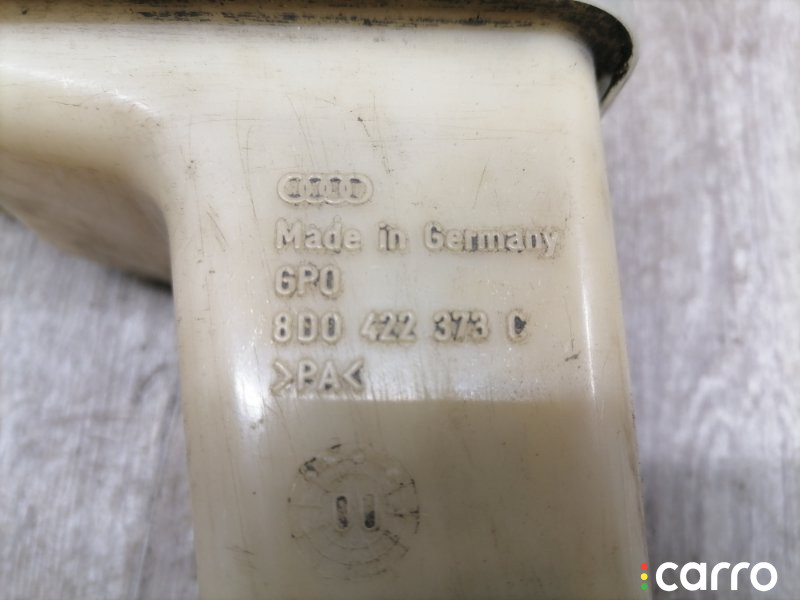 Made in Germany
GPO
8D0 422 373 C
>PA<
carro